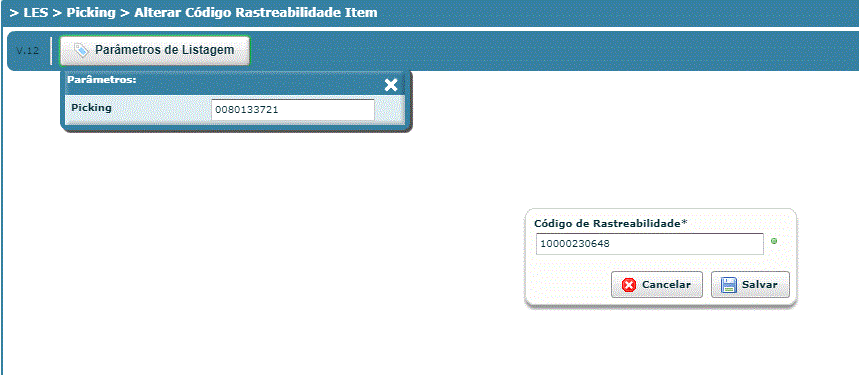 > LES > Picking > Alterar Código Rastreabilidade Item
V.12
Parâmetros de Listagem
Parâmetros:
Picking 0080133721
Código de Rastreabilidade*
10000230648
Cancelar Salvar